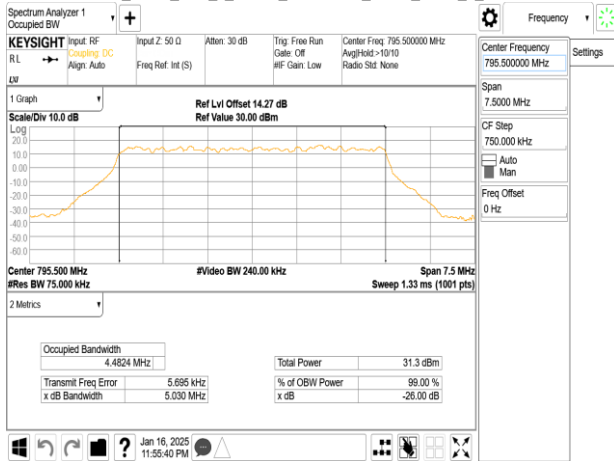 Spectrum Analyzer 1
Occupied BW
Frequency
KEYSIGHT
Input: RF
Input Z: 50 Ω
Atten: 30 dB
Trig: Free Run
Center Freq: 795.500000 MHz
RL
Coupling: DC
Gate: Off
Avg|Hold:>10/10
Align: Auto
Freq Ref: Int (S)
#IF Gain: Low
Radio Std: None
LXI
Center Frequency
795.500000 MHz
Settings
Span
7.5000 MHz
CF Step
750.000 kHz
Auto
Man
Freq Offset
0 Hz
1 Graph
Ref Lvl Offset 14.27 dB
Scale/Div 10.0 dB
Ref Value 30.00 dBm
Log
20.0
10.0
0.00
-10.0
-20.0
-30.0
-40.0
-50.0
-60.0
Center 795.500 MHz
#Video BW 240.00 kHz
Span 7.5 MHz
#Res BW 75.000 kHz
Sweep 1.33 ms (1001 pts)
2 Metrics
Occupied Bandwidth
4.4824 MHz
Total Power
31.3 dBm
Transmit Freq Error
5.695 kHz
% of OBW Power
99.00 %
x dB Bandwidth
5.030 MHz
x dB
-26.00 dB
Jan 16, 2025
11:55:40 PM